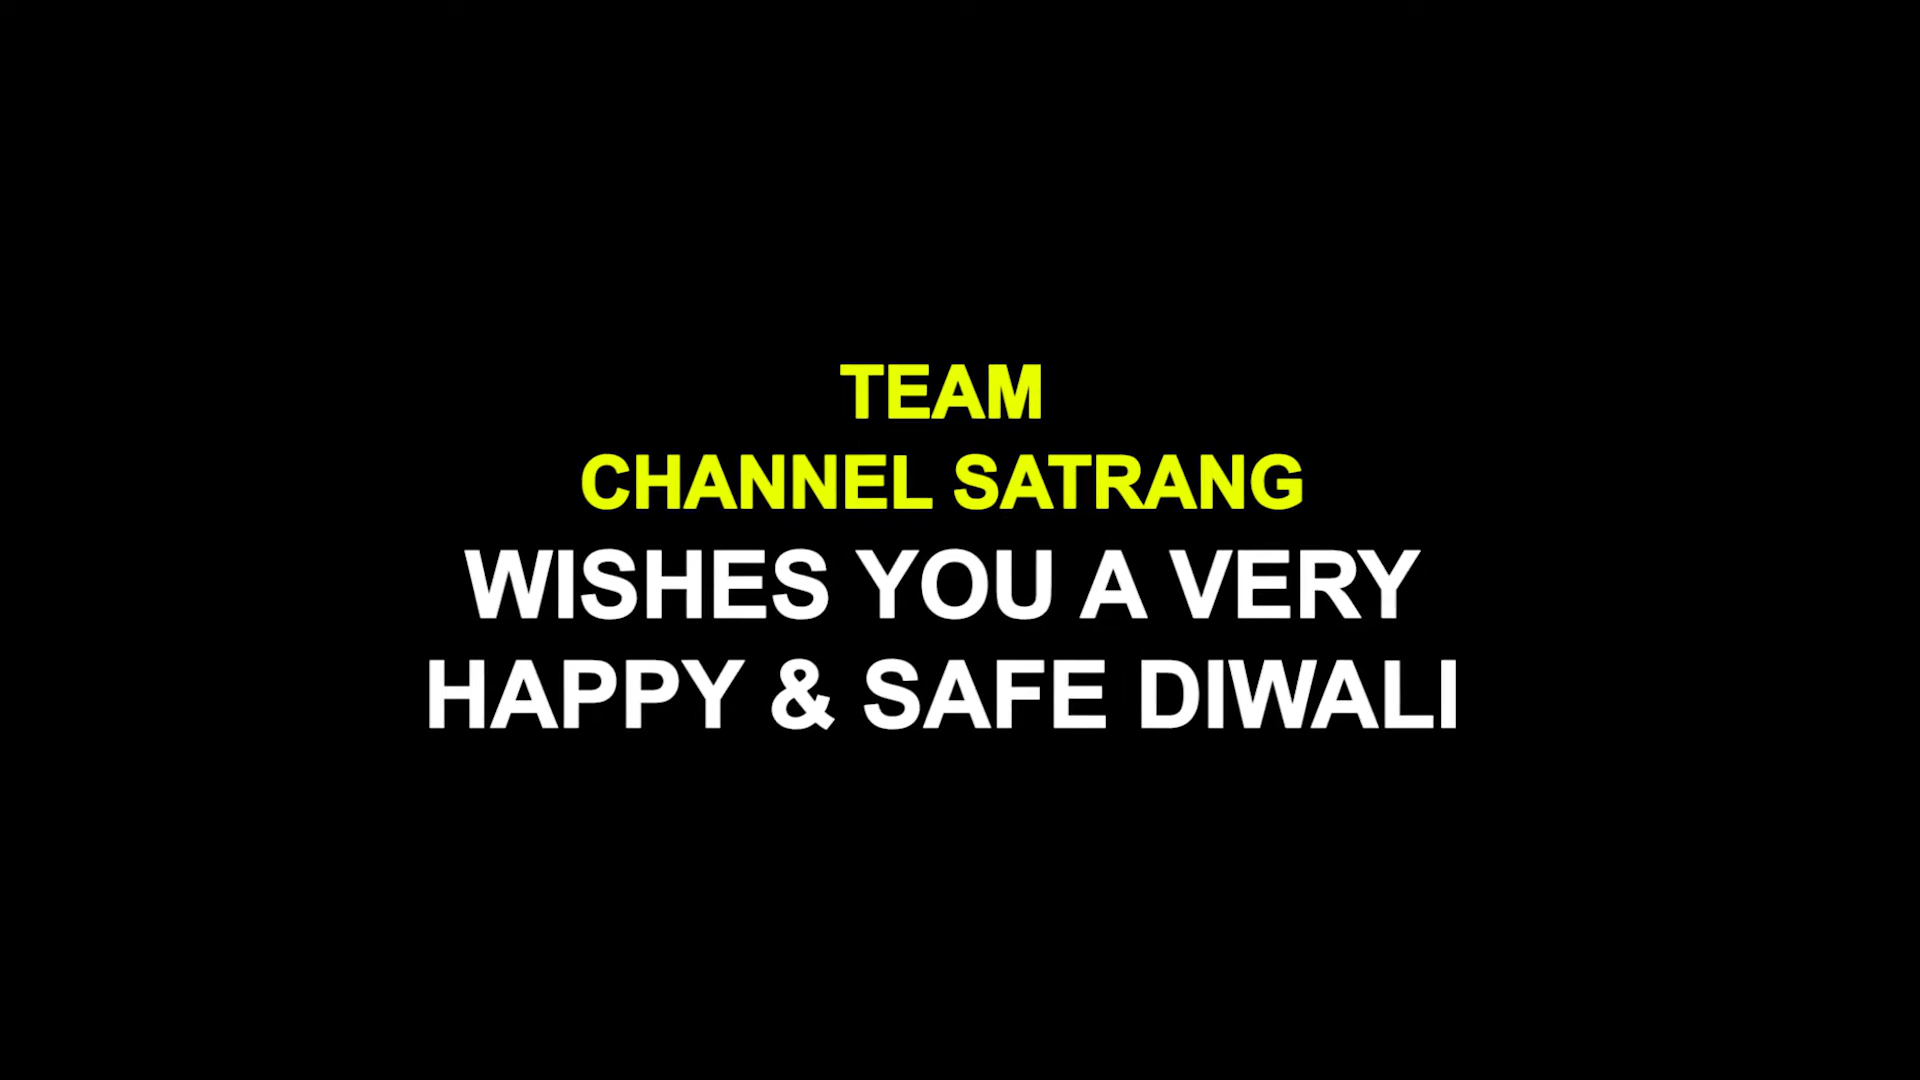 TEAM
CHANNEL SATRANG
WISHES YOU A VERY
HAPPY & SAFE DIWALI